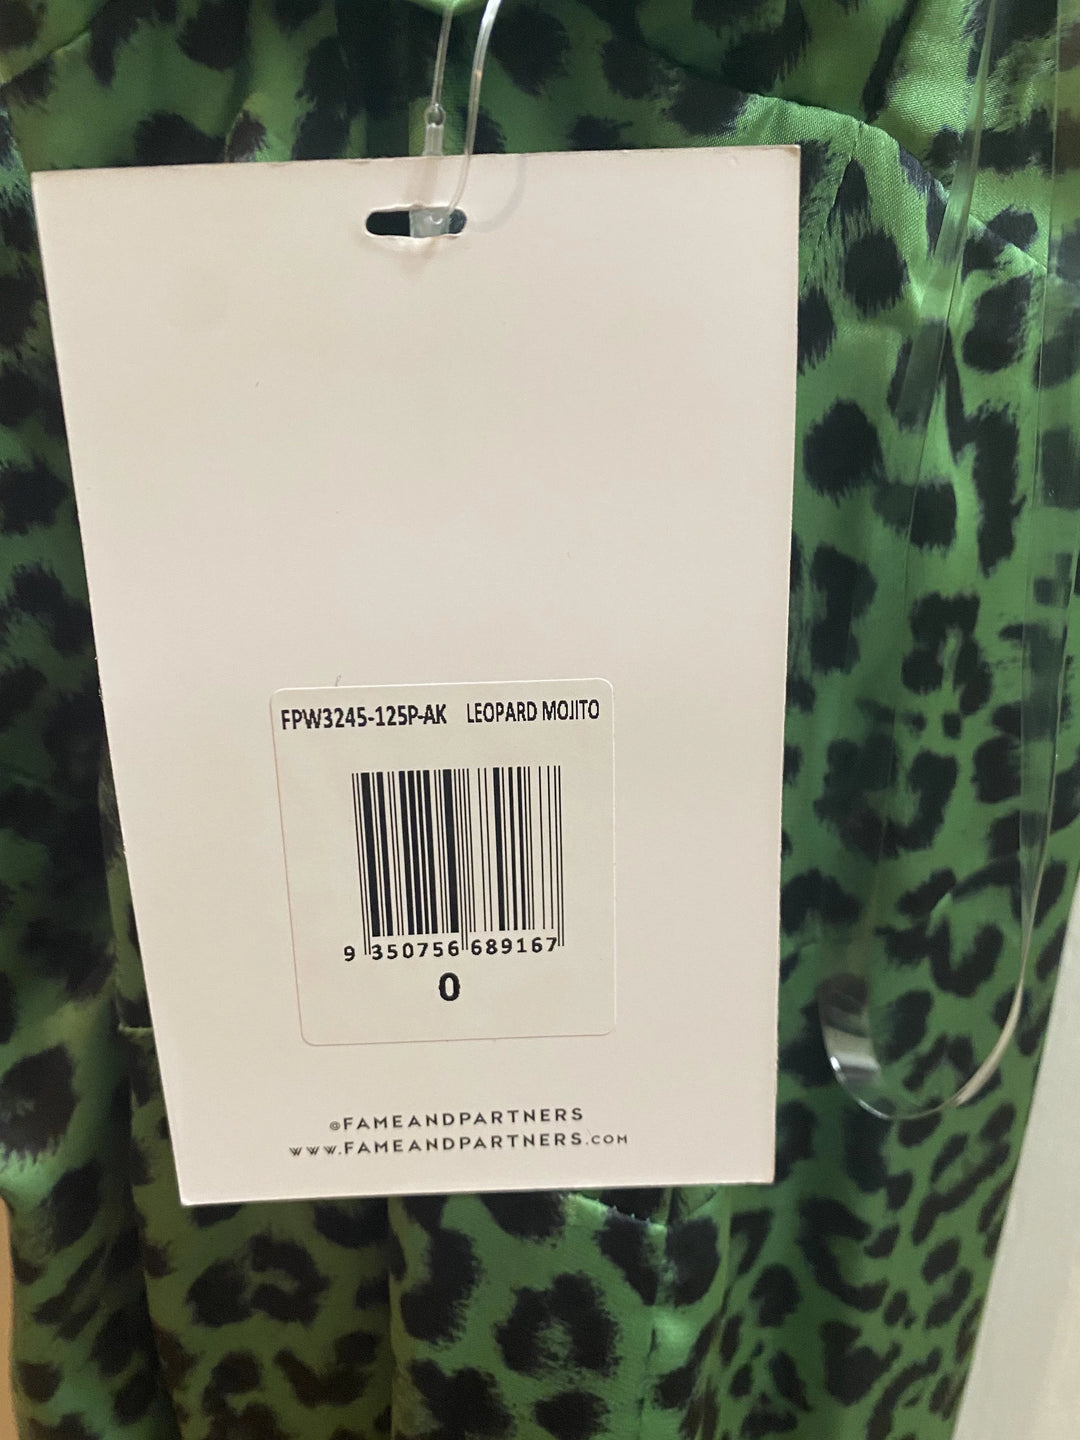 FPW3245-125P-AK LEOPARD MOJITO
9 350756 689167
0
@FAMEANDPARTNERS
WWW.FAMEANDPARTNERS.COM